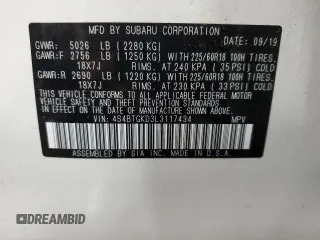 MFD BY SUBARU CORPORATION
DATE: 09/19
GVWR: 5026 LB (2280 KG)
GAWR:F 2756 LB (1250 KG) WITH 225/60R18 100H TIRES,
18X7J RIMS, AT 240 KPA ( 35 PSI) COLD
GAWR:R 2690 LB (1220 KG) WITH 225/60R18 100H TIRES,
18X7J RIMS, AT 230 KPA ( 33 PSI) COLD
THIS VEHICLE CONFORMS TO ALL APPLICABLE
FEDERAL MOTOR VEHICLE SAFETY, BUMPER, AND
THEFT PREVENTION STANDARDS IN EFFECT ON THE
DATE OF MANUFACTURE SHOWN ABOVE.
VIN: 4S4BTGKD3L3117434 MPV
ASSEMBLED BY SIA INC. MADE IN U.S.A.
DREAMBID